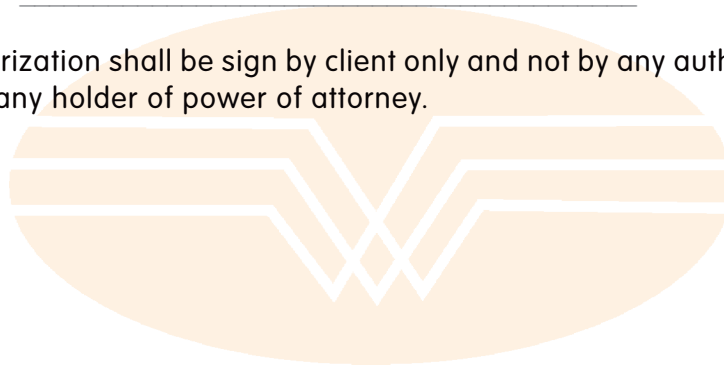 rization shall be sign by client only and not by any auth
any holder of power of attorney.